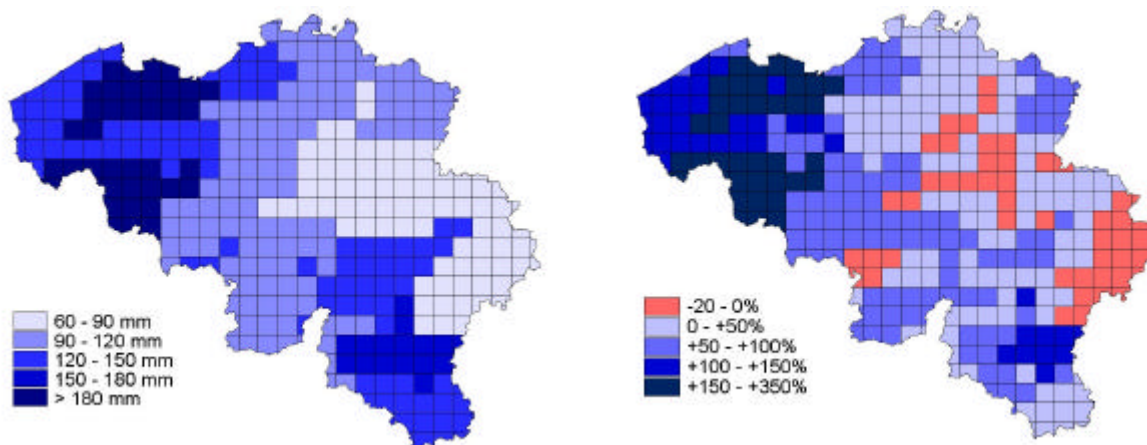 60 - 90 mm
90 - 120 mm
120 - 150 mm
150 - 180 mm
> 180 mm
-20 - 0%
0 - +50%
+50 - +100%
+100 - +150%
+150 - +350%